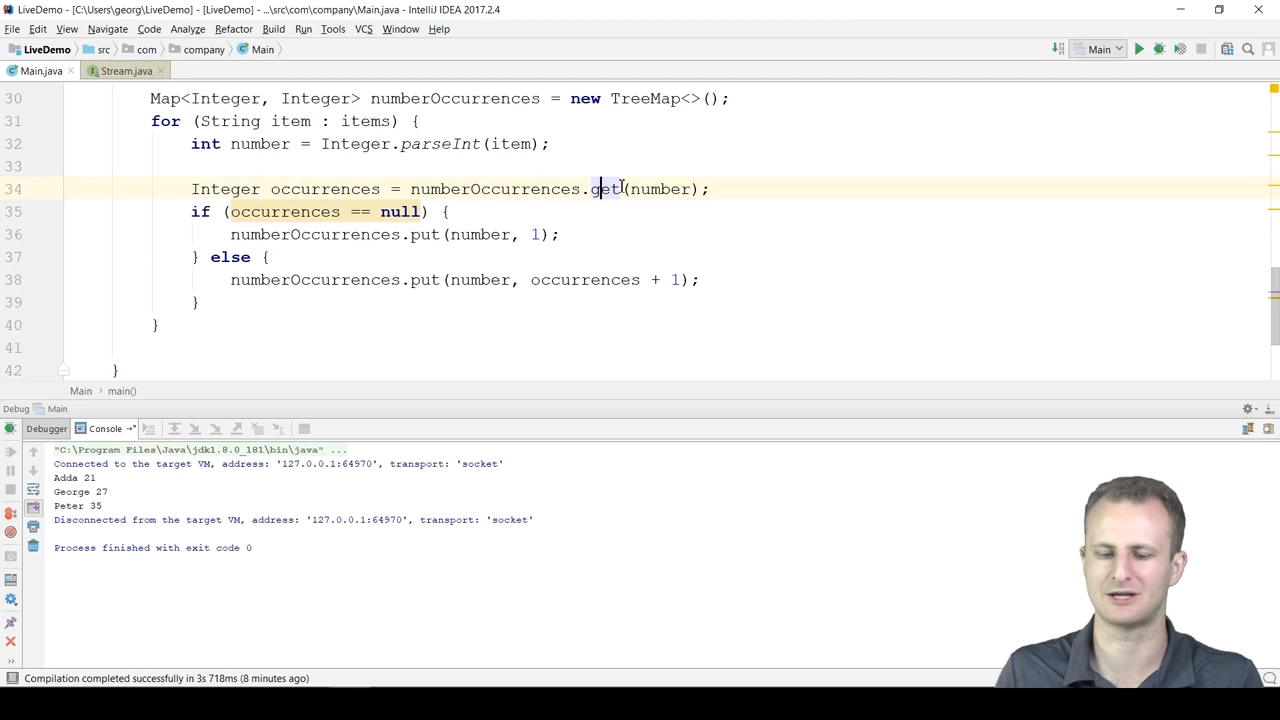 LiveDemo - [C:\Users\georg\LiveDemo] - [LiveDemo] - ...\src\com\company\Main.java - IntelliJ IDEA 2017.2.4
File Edit View Navigate Code Analyze Refactor Build Run Tools VCS Window Help
LiveDemo src com company Main Main
Main.java Stream.java
30 Map<Integer, Integer> numberOccurrences = new TreeMap<>();
31 for (String item : items) {
32 int number = Integer.parseInt(item);
33
34 Integer occurrences = numberOccurrences.get(number);
35 if (occurrences == null) {
36 numberOccurrences.put(number, 1);
37 } else {
38 numberOccurrences.put(number, occurrences + 1);
39 }
40 }
41
42 }
Main › main()
Debug Main
Debugger Console
"C:\Program Files\Java\jdk1.8.0_181\bin\java" ...
Connected to the target VM, address: '127.0.0.1:64970', transport: 'socket'
Adda 21
George 27
Peter 35
Disconnected from the target VM, address: '127.0.0.1:64970', transport: 'socket'
Process finished with exit code 0
Compilation completed successfully in 3s 718ms (8 minutes ago)